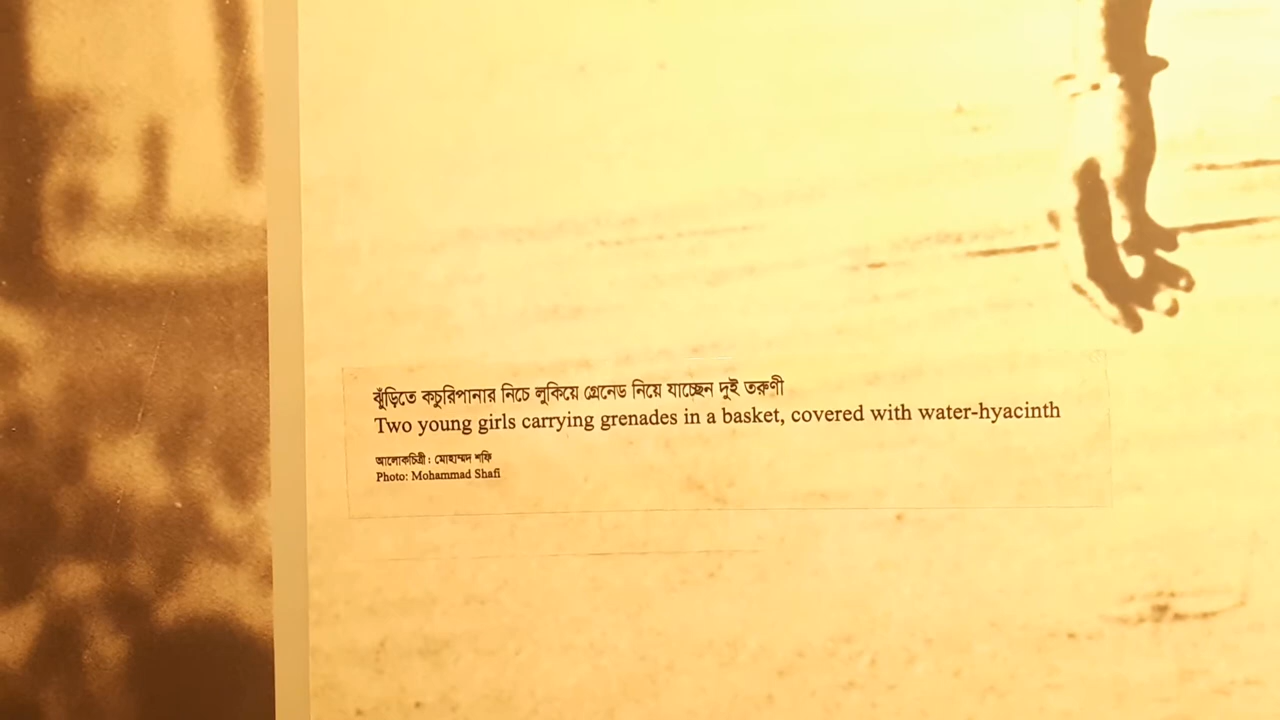 ঝুঁড়িতে কচুরিপানার নিচে লুকিয়ে গ্রেনেড নিয়ে যাচ্ছেন দুই তরুণী
Two young girls carrying grenades in a basket, covered with water-hyacinth
আলোকচিত্রী : মোহাম্মদ শফি
Photo: Mohammad Shafi